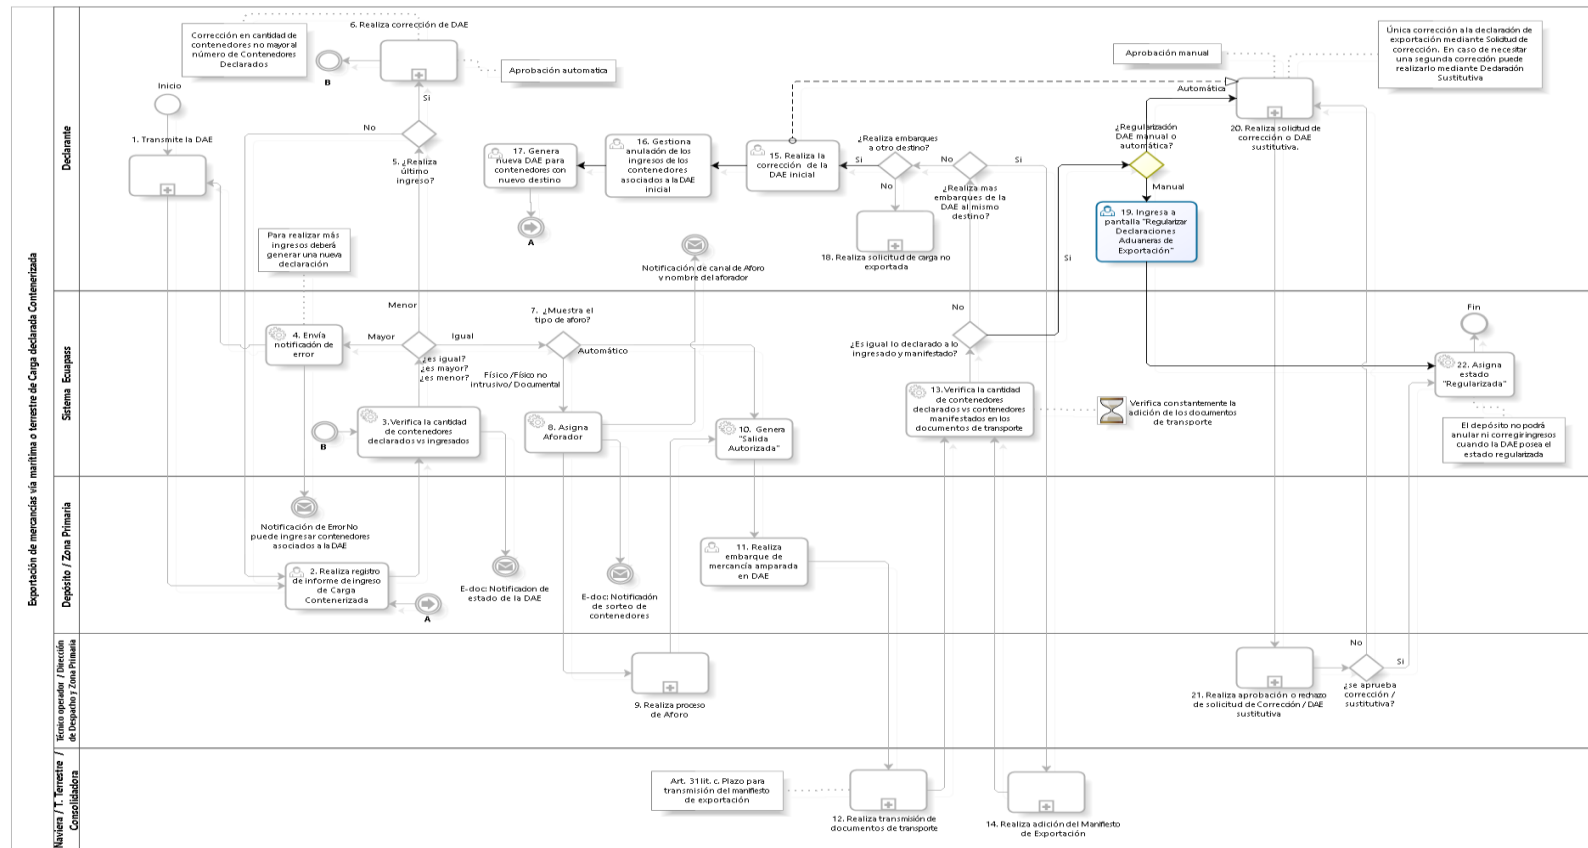 Exportación de mercancías vía marítima o terrestre de Carga declarada Contenerizada
Declarante
Corrección en cantidad de
contenedores no mayor al
número de Contenedores
Declarados
6. Realiza corrección de DAE
B
Aprobación automatica
Inicio
1. Transmite la DAE
No
Si
5. ¿Realiza
último
ingreso?
Para realizar más
ingresos deberá
generar una nueva
declaración
17. Genera
nueva DAE para
contenedores con
nuevo destino
A
16. Gestiona
anulación de los
ingresos de los
contenedores
asociados a la DAE
inicial
15. Realiza la
corrección de la
DAE inicial
¿Realiza embarques
a otro destino?
Si
No
No
Si
¿Realiza mas
embarques de la
DAE al mismo
destino?
18. Realiza solicitud de carga no
exportada
Notificación de canal de Aforo
y nombre del aforador
Aprobación manual
Única corrección a la declaración de
exportación mediante Solicitud de
corrección. En caso de necesitar
una segunda corrección puede
realizarlo mediante Declaración
Sustitutiva
Automática
¿Regularización
DAE manual o
automática?
Manual
20. Realiza solicitud de
corrección o DAE
sustitutiva.
19. Ingresa a
pantalla "Regularizar
Declaraciones
Aduaneras de
Exportación"
Si
Sistema Ecuapass
Menor
4. Envía
notificación de
error
Mayor
Igual
¿es igual?
¿es mayor?
¿es menor?
7. ¿Muestra el
tipo de aforo?
Automático
Físico /Físico no
intrusivo/ Documental
B
3. Verifica la cantidad
de contenedores
declarados vs ingresados
8. Asigna
Aforador
10. Genera
"Salida
Autorizada"
No
¿Es igual lo declarado a lo
ingresado y manifestado?
13. Verifica la cantidad
de contenedores
declarados vs contenedores
manifestados en los
documentos de transporte
Verifica constantemente la
adición de los documentos
de transporte
Fin
22. Asigna
estado
"Regularizada"
El depósito no podrá
anular ni corregir ingresos
cuando la DAE posea el
estado regularizada
Depósito / Zona Primaria
Notificación de Error No
puede ingresar contenedores
asociados a la DAE
2. Realiza registro
de informe de ingreso
de Carga
Contenerizada
A
E-doc: Notificadon de
estado de la DAE
E-doc: Notificadón
de sorteo de
contenedores
11. Realiza
embarque de
mercancía amparada
en DAE
Técnico operador / Dirección
de Despacho y Zona Primaria
9. Realiza proceso
de Aforo
21. Realiza aprobación o rechazo
de solicitud de Corrección / DAE
sustitutiva
No
Si
¿se aprueba
corrección /
sustitutiva?
Naviera / T. Terrestre /
Consolidadora
Art. 31 lit. c. Plazo para
transmisión del manifiesto
de exportación
12. Realiza transmisión de
documentos de transporte
14. Realiza adición del Manifiesto
de Exportación